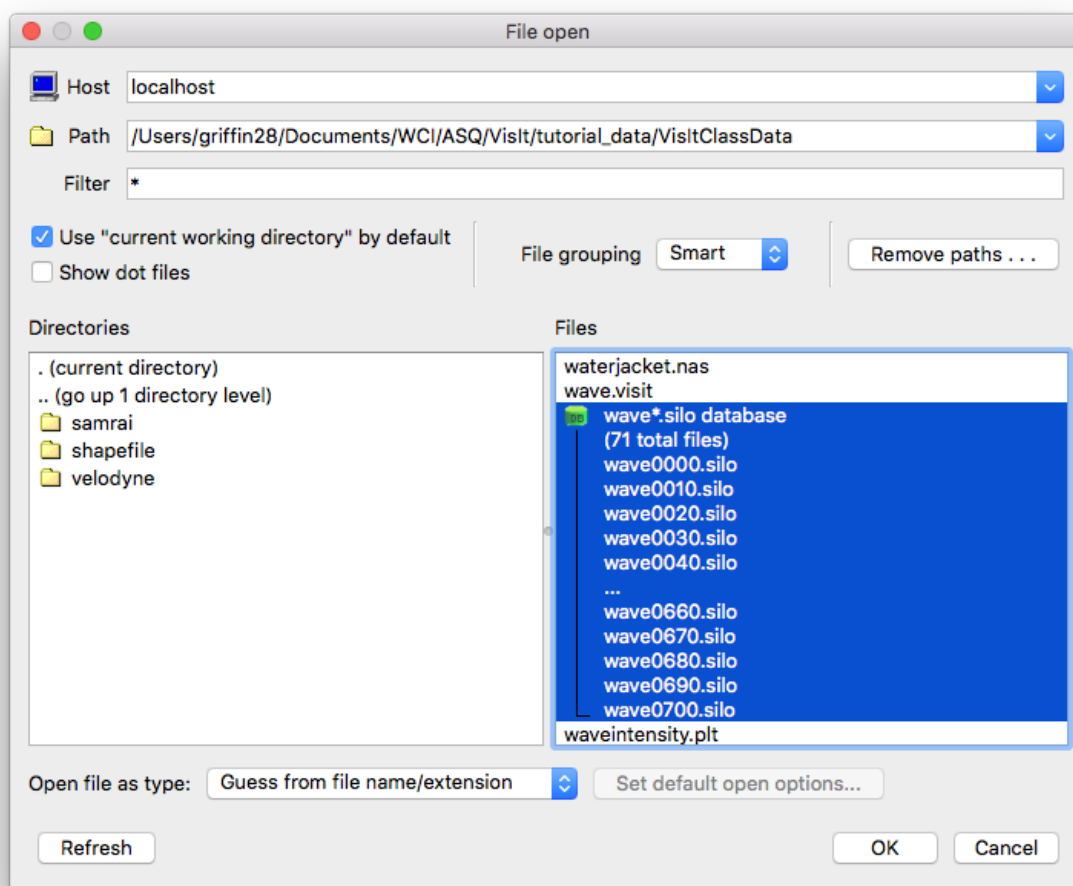 File open
Host localhost
Path /Users/griffin28/Documents/WCI/ASQ/VisIt/tutorial_data/VisItClassData
Filter *
Use "current working directory" by default
Show dot files
File grouping Smart
Remove paths . . .
Directories
. (current directory)
.. (go up 1 directory level)
samrai
shapefile
velodyne
Files
waterjacket.nas
wave.visit
DB wave*.silo database
(71 total files)
wave0000.silo
wave0010.silo
wave0020.silo
wave0030.silo
wave0040.silo
...
wave0660.silo
wave0670.silo
wave0680.silo
wave0690.silo
wave0700.silo
waveintensity.plt
Open file as type: Guess from file name/extension
Set default open options...
Refresh
OK
Cancel